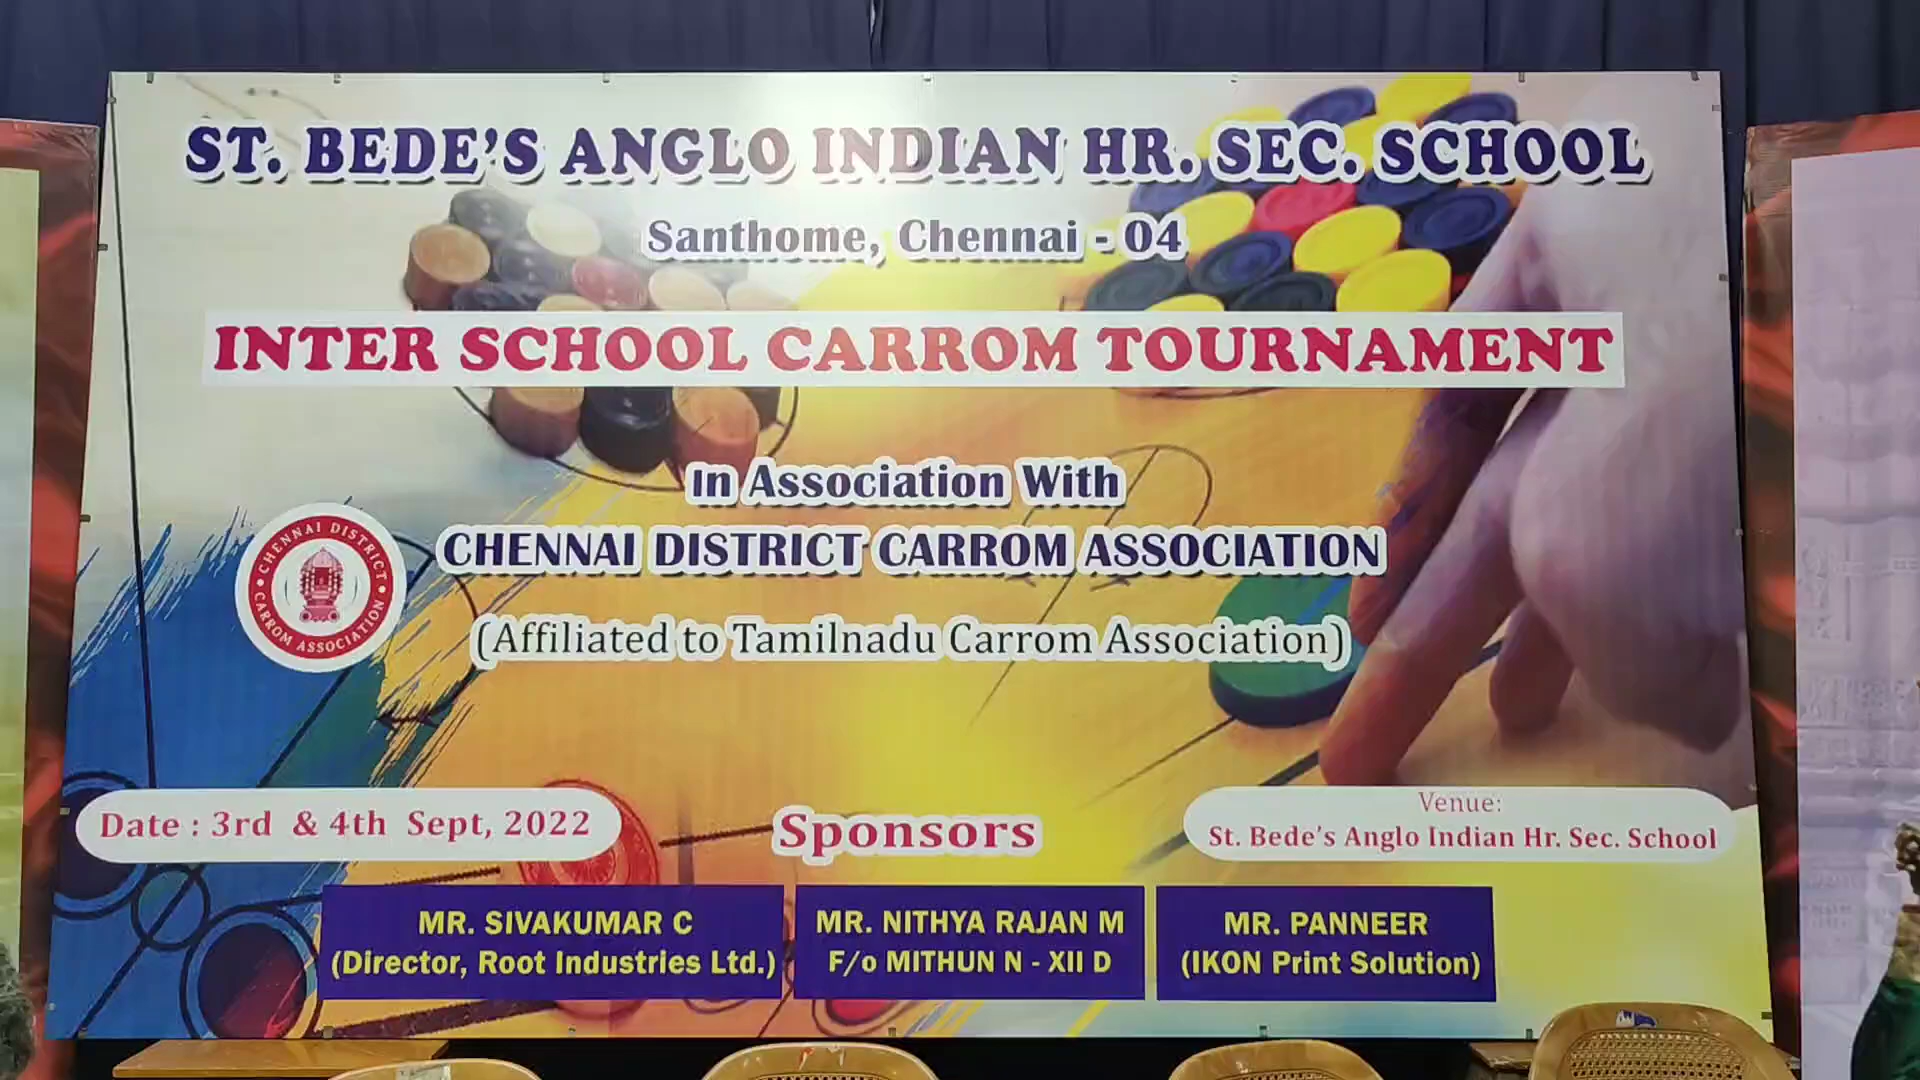 ST. BEDE'S ANGLO INDIAN HR. SEC. SCHOOL
Santhome, Chennai - 04
INTER SCHOOL CARROM TOURNAMENT
In Association With
CHENNAI DISTRICT CARROM ASSOCIATION
CHENNAI DISTRICT
CARROM ASSOCIATION
(Affiliated to Tamilnadu Carrom Association)
Date : 3rd & 4th Sept, 2022
Sponsors
Venue:
St. Bede's Anglo Indian Hr. Sec. School
MR. SIVAKUMAR C
(Director, Root Industries Ltd.)
MR. NITHYA RAJAN M
F/o MITHUN N - XII D
MR. PANNEER
(IKON Print Solution)